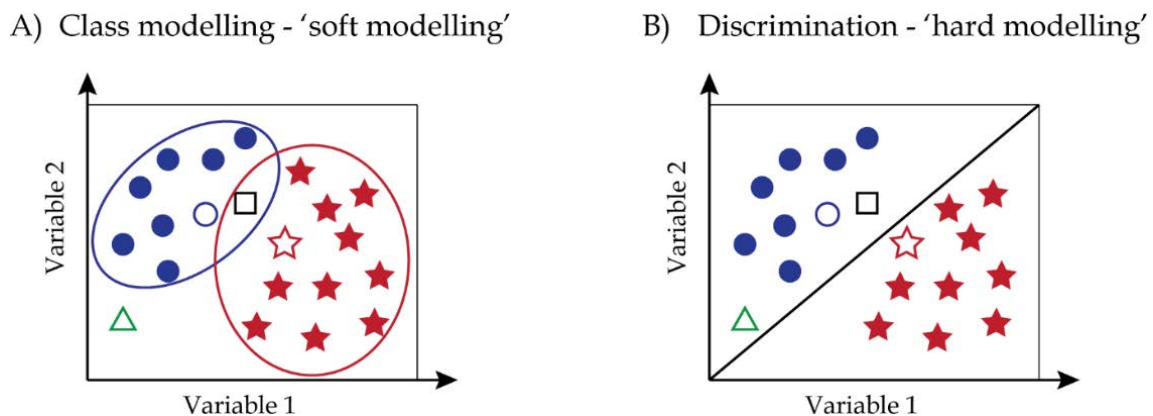 A) Class modelling - ‘soft modelling’
Variable 2
Variable 1
B) Discrimination - ‘hard modelling’
Variable 2
Variable 1